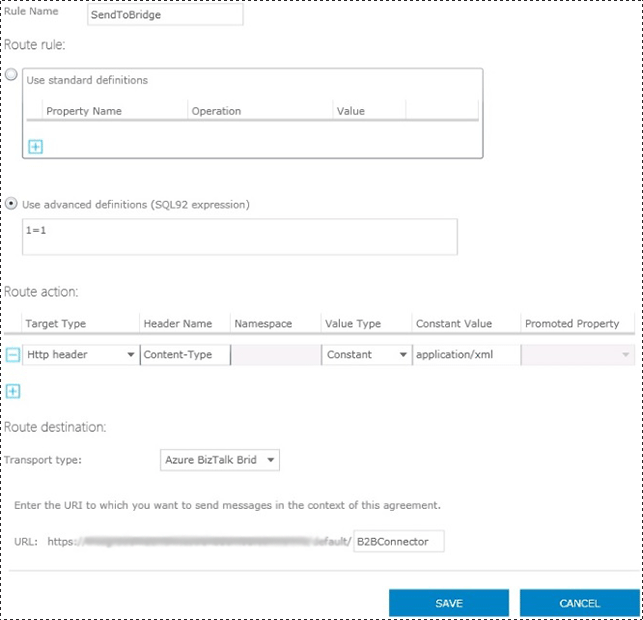 Rule Name SendToBridge
Route rule:
Use standard definitions
Property Name Operation Value
Use advanced definitions (SQL92 expression)
1=1
Route action:
Target Type Header Name Namespace Value Type Constant Value Promoted Property
Http header Content-Type Constant application/xml
Route destination:
Transport type: Azure BizTalk Brid
Enter the URI to which you want to send messages in the context of this agreement.
URL: https:/ default/ B2BConnector
SAVE CANCEL